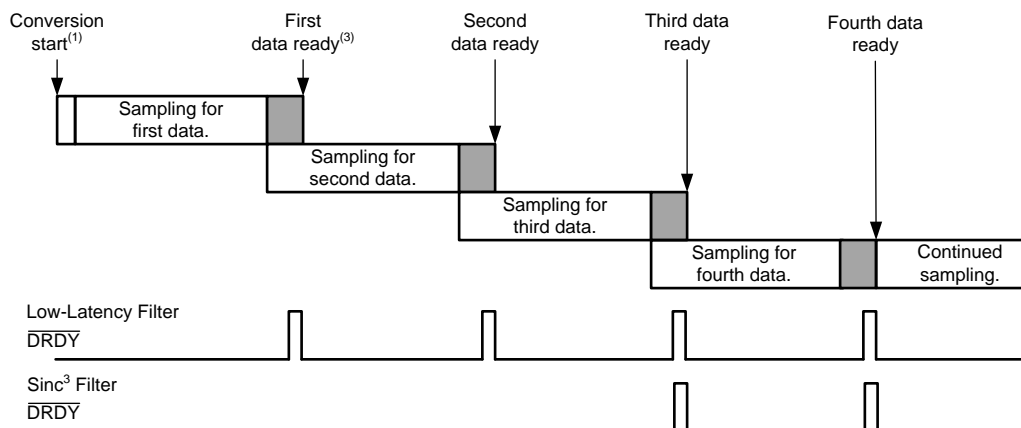 Conversion
start(1)
First
data ready(3)
Second
data ready
Third data
ready
Fourth data
ready
Sampling for
first data.
Sampling for
second data.
Sampling for
third data.
Sampling for
fourth data.
Continued
sampling.
Low-Latency Filter
DRDY
Sinc3 Filter
DRDY